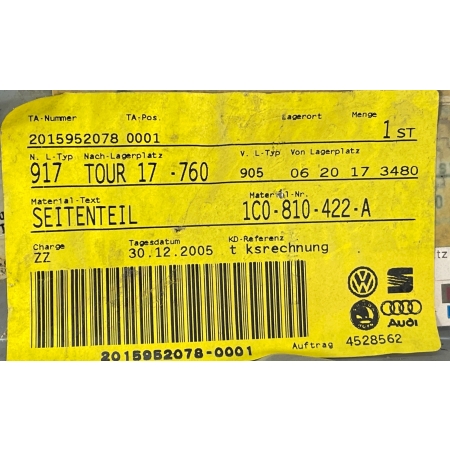 TA-Nummer TA-Pos. Lagerort Menge
2015952078 0001 1 ST
N. L-Typ Nach-Lagerplatz V. L-Typ Von Lagerplatz
917 TOUR 17 -760 905 06 20 17 3480
Material-Text Material-Nr.
SEITENTEIL 1C0-810-422-A
Charge Tagesdatum KD-Referenz
ZZ 30.12.2005 t ksrechnung
Audi
2015952078-0001
Auftrag 4528562
tz